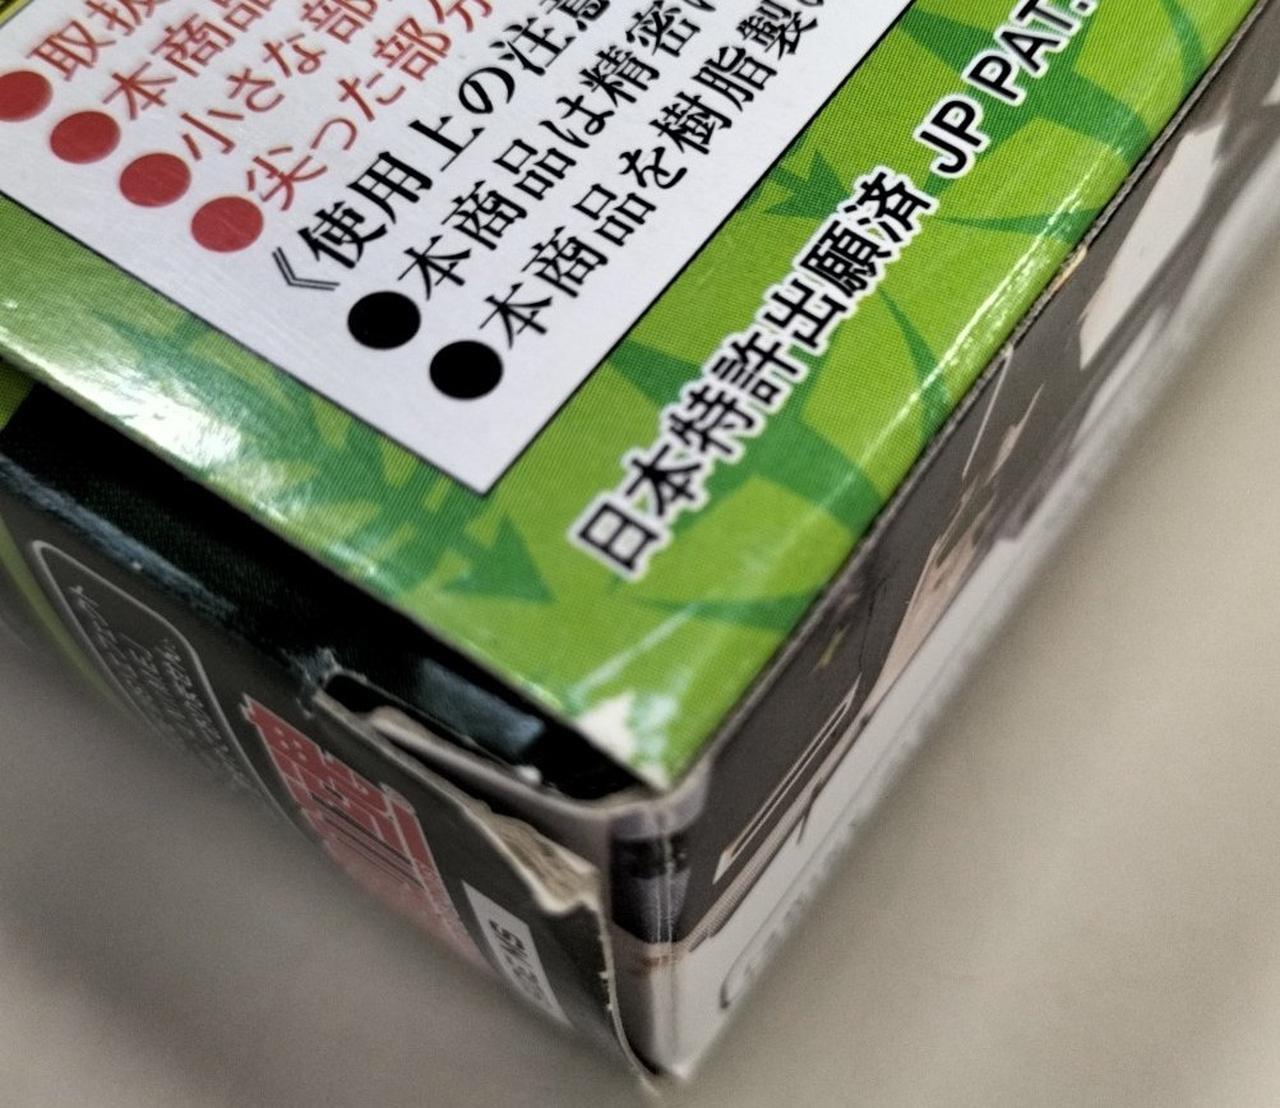 ●取扱
●本商品
●小さな部
●尖った部分
《使用上の注意
●本商品は精密
●本商品を樹脂製
日本特許出願済 JP PAT.